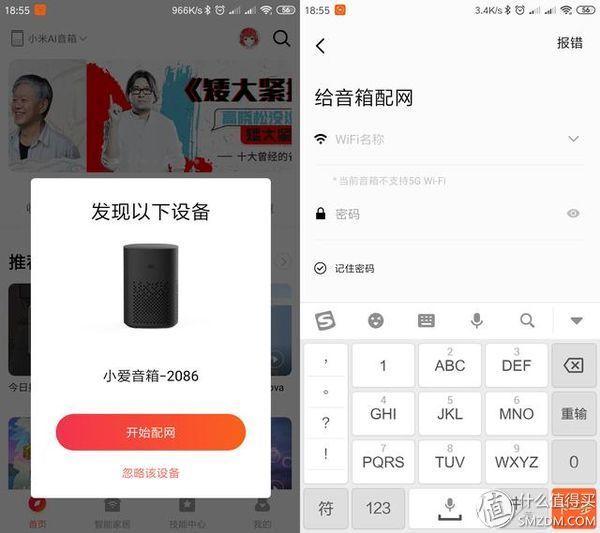 18:55
966K/s
56
小米AI音箱
《矮大紧
高晓松没
矮大紧
── 十大曾经的
发现以下设备
推
小爱音箱-2086
今日
ova
开始配网
忽略该设备
首页
智能家居
技能中心
我的
18:55
3.4K/s
56
报错
给音箱配网
WiFi名称
*当前音箱不支持5G Wi-Fi
密码
记住密码
S
,
。
?
!
1
2
ABC
3
DEF
4
GHI
5
JKL
6
MNO
重输
7
PQRS
8
TUV
9
WXYZ
0
符
123
中
下一步
值 什么值得买
SMZDM.COM